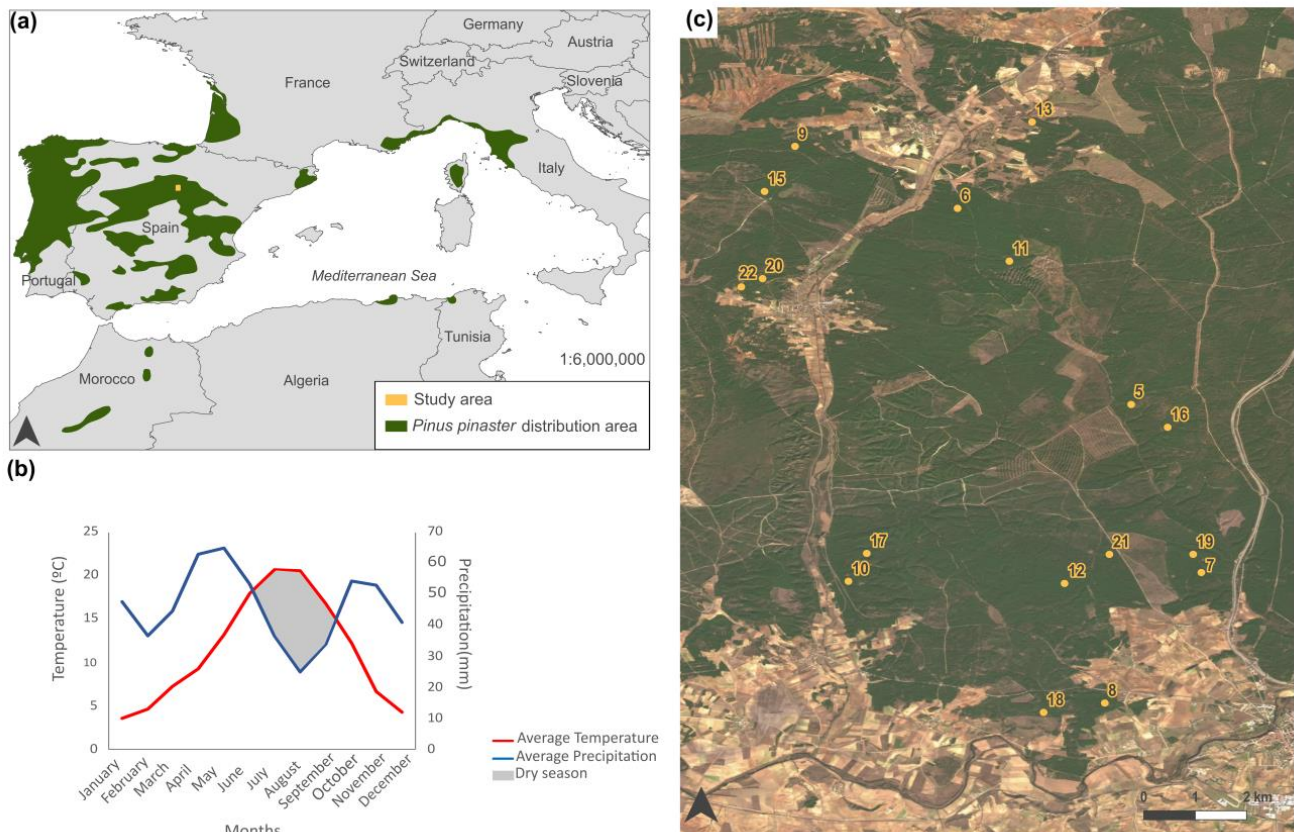 (a)
Germany
Austria
Switzerland
Slovenia
France
Italy
Spain
Portugal
Mediterranean Sea
Tunisia
1:6,000,000
Morocco
Algeria
Study area
Pinus pinaster distribution area
(b)
25
20
15
10
5
0
Temperature (ºC)
70
60
50
40
30
20
10
0
Precipitation(mm)
January
February
March
April
May
June
July
August
September
October
November
December
Months
Average Temperature
Average Precipitation
Dry season
(c)
13
9
15
6
11
20
22
5
16
17
21
19
10
12
7
8
18
0 1 2 km